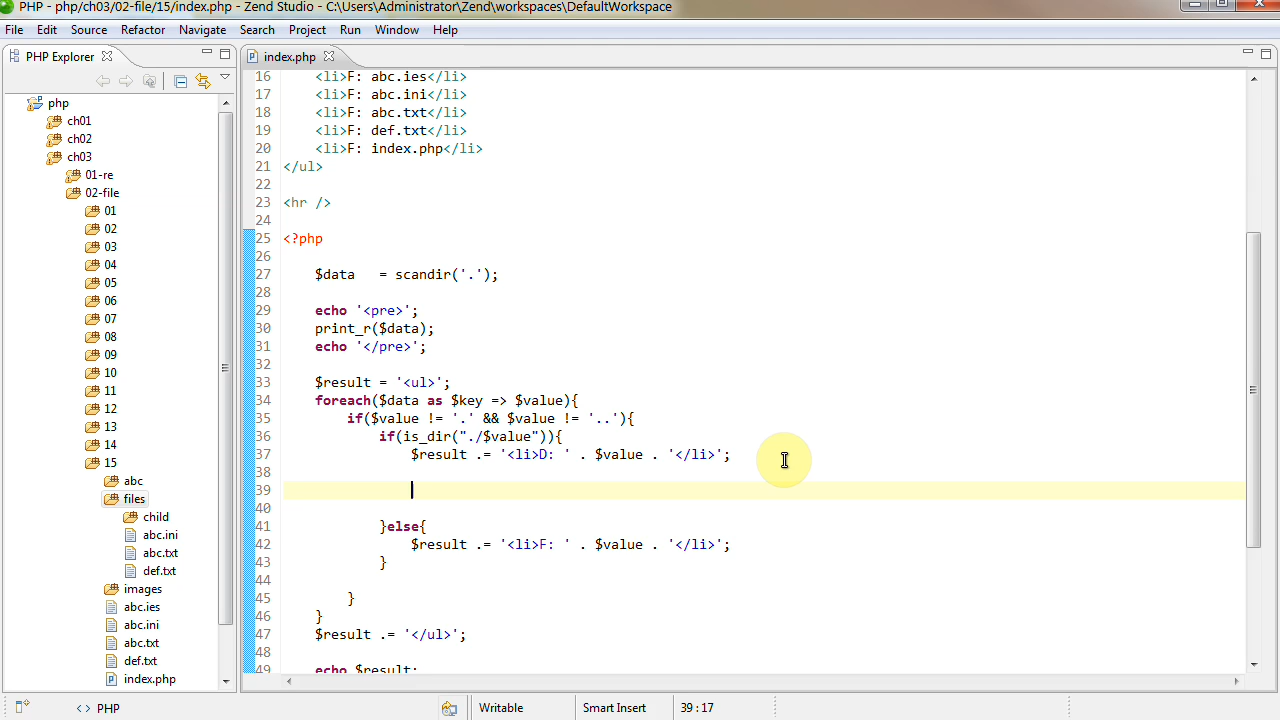 PHP - php/ch03/02-file/15/index.php - Zend Studio - C:\Users\Administrator\Zend\workspaces\DefaultWorkspace
File Edit Source Refactor Navigate Search Project Run Window Help
PHP Explorer
php
ch01
ch02
ch03
01-re
02-file
01
02
03
04
05
06
07
08
09
10
11
12
13
14
15
abc
files
child
abc.ini
abc.txt
def.txt
images
abc.ies
abc.ini
abc.txt
def.txt
index.php
index.php
16 <li>F: abc.ies</li>
17 <li>F: abc.ini</li>
18 <li>F: abc.txt</li>
19 <li>F: def.txt</li>
20 <li>F: index.php</li>
21 </ul>
22
23 <hr />
24
25 <?php
26
27 $data = scandir('.');
28
29 echo '<pre>';
30 print_r($data);
31 echo '</pre>';
32
33 $result = '<ul>';
34 foreach($data as $key => $value){
35 if($value != '.' && $value != '..'){
36 if(is_dir("./$value")){
37 $result .= '<li>D: ' . $value . '</li>';
38
39
40
41 }else{
42 $result .= '<li>F: ' . $value . '</li>';
43 }
44
45 }
46 }
47 $result .= '</ul>';
48
49 echo $result;
PHP Writable Smart Insert 39 : 17